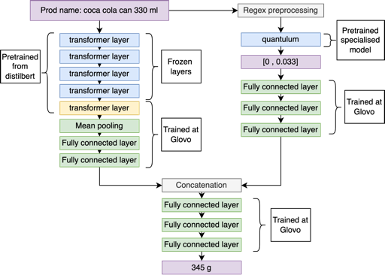 Prod name: coca cola can 330 ml
Regex preprocessing
transformer layer
transformer layer
transformer layer
transformer layer
transformer layer
Mean pooling
Fully connected layer
Fully connected layer
Pretrained
from
distilbert
Frozen
layers
Trained at
Glovo
quantulum
[0 , 0.033]
Fully connected layer
Fully connected layer
Fully connected layer
Pretrained
specialised
model
Trained at
Glovo
Concatenation
Fully connected layer
Fully connected layer
Fully connected layer
Trained at
Glovo
345 g